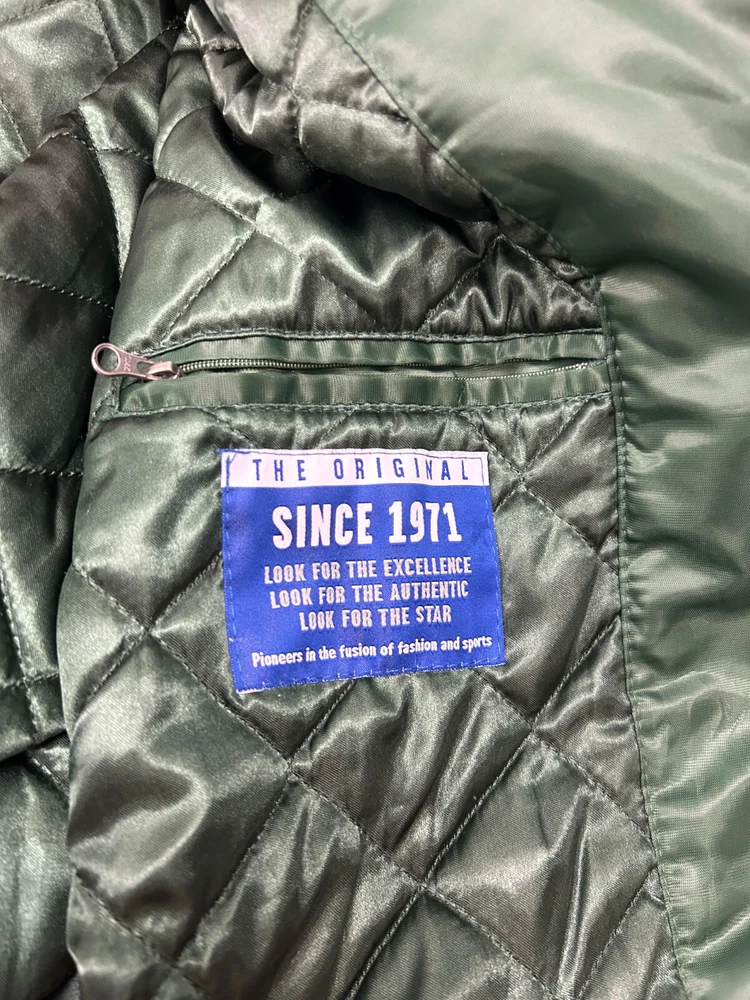 THE ORIGINAL
SINCE 1971
LOOK FOR THE EXCELLENCE
LOOK FOR THE AUTHENTIC
LOOK FOR THE STAR
Pioneers in the fusion of fashion and sports